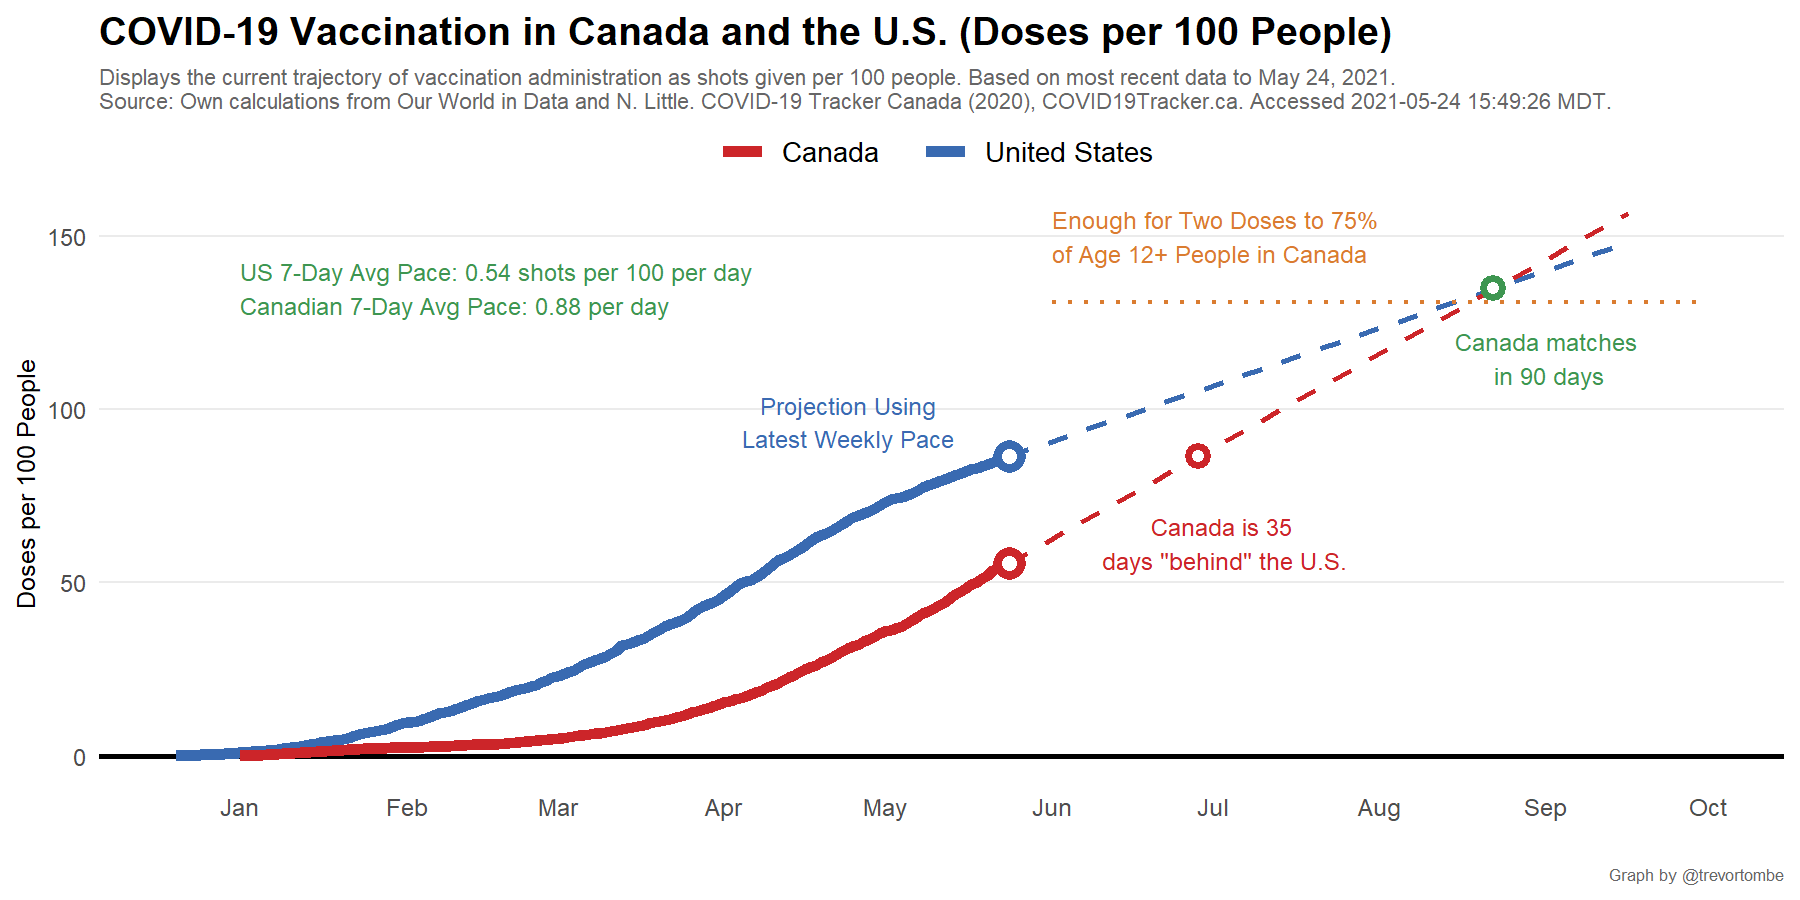 COVID-19 Vaccination in Canada and the U.S. (Doses per 100 People)
Displays the current trajectory of vaccination administration as shots given per 100 people. Based on most recent data to May 24, 2021.
Source: Own calculations from Our World in Data and N. Little. COVID-19 Tracker Canada (2020), COVID19Tracker.ca. Accessed 2021-05-24 15:49:26 MDT.
Canada
United States
Enough for Two Doses to 75%
of Age 12+ People in Canada
US 7-Day Avg Pace: 0.54 shots per 100 per day
Canadian 7-Day Avg Pace: 0.88 per day
Canada matches
in 90 days
Projection Using
Latest Weekly Pace
Canada is 35
days "behind" the U.S.
Doses per 100 People
150
100
50
0
Jan
Feb
Mar
Apr
May
Jun
Jul
Aug
Sep
Oct
Graph by @trevortombe